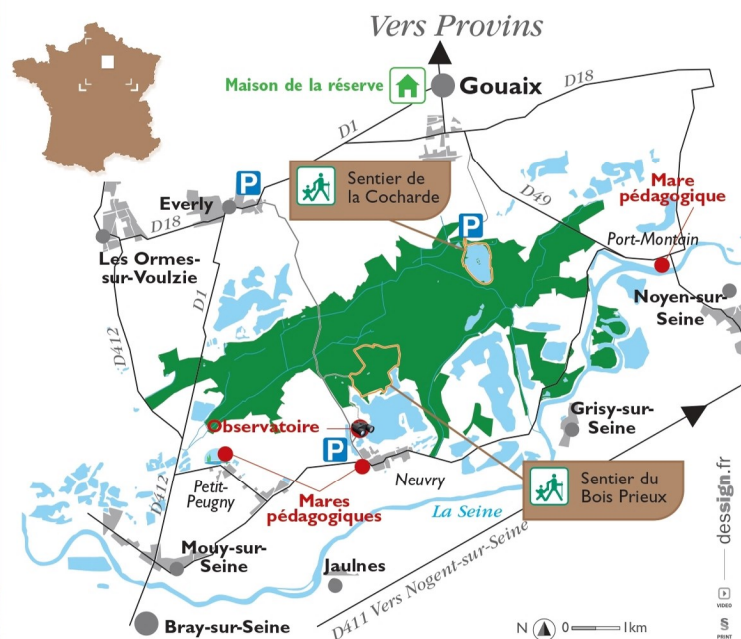 Vers Provins
Maison de la réserve
Gouaix
D18
D1
P
Sentier de
la Cocharde
Everly
D18
P
D49
Mare
pédagogique
Port-Montain
Les Ormes-
sur-Voulzie
D1
Noyen-sur-
Seine
D412
Observatoire
P
Grisy-sur-
Seine
D412
Petit-
Peugny
Mares
pédagogiques
Neuvry
Sentier du
Bois Prieux
La Seine
Mouy-sur-
Seine
Jaulnes
D411 Vers Nogent-sur-Seine
Bray-sur-Seine
N
0
1km
dessign.fr
VIDEO
§
PRINT